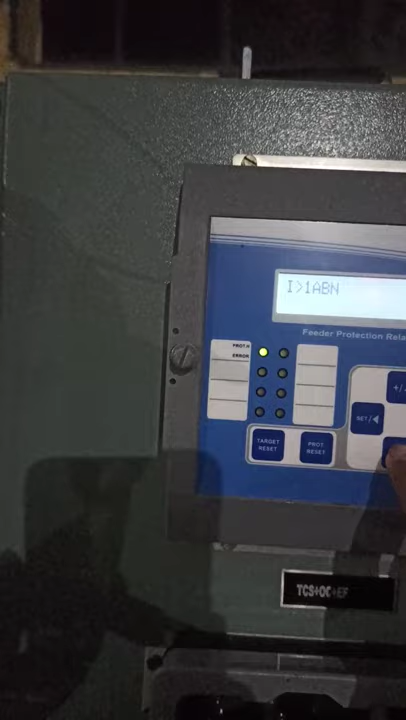 I>1ABN
Feeder Protection Rela
PROT.H
ERROR
+/
SET/◀
TARGET
RESET
PROT
RESET
TCS+OC+EF